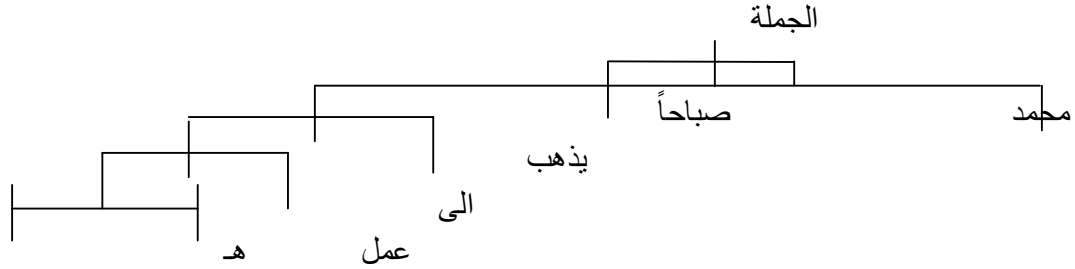 الجملة
محمد صباحاً
يذهب
الى
عمل هـ